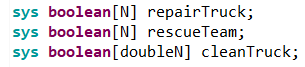 sys boolean[N] repairTruck;
sys boolean[N] rescueTeam;
sys boolean[doubleN] cleanTruck;